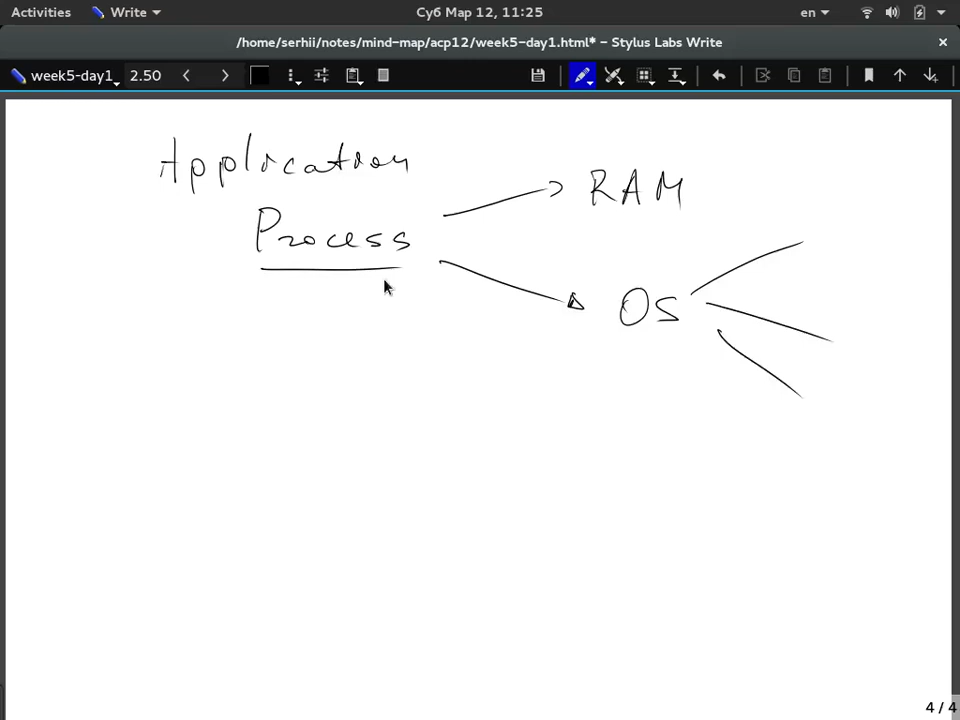 Activities Write Суб Мар 12, 11:25 en
/home/serhii/notes/mind-map/acp12/week5-day1.html* – Stylus Labs Write
week5-day1 2.50
Application
RAM
Process
OS
4 / 4